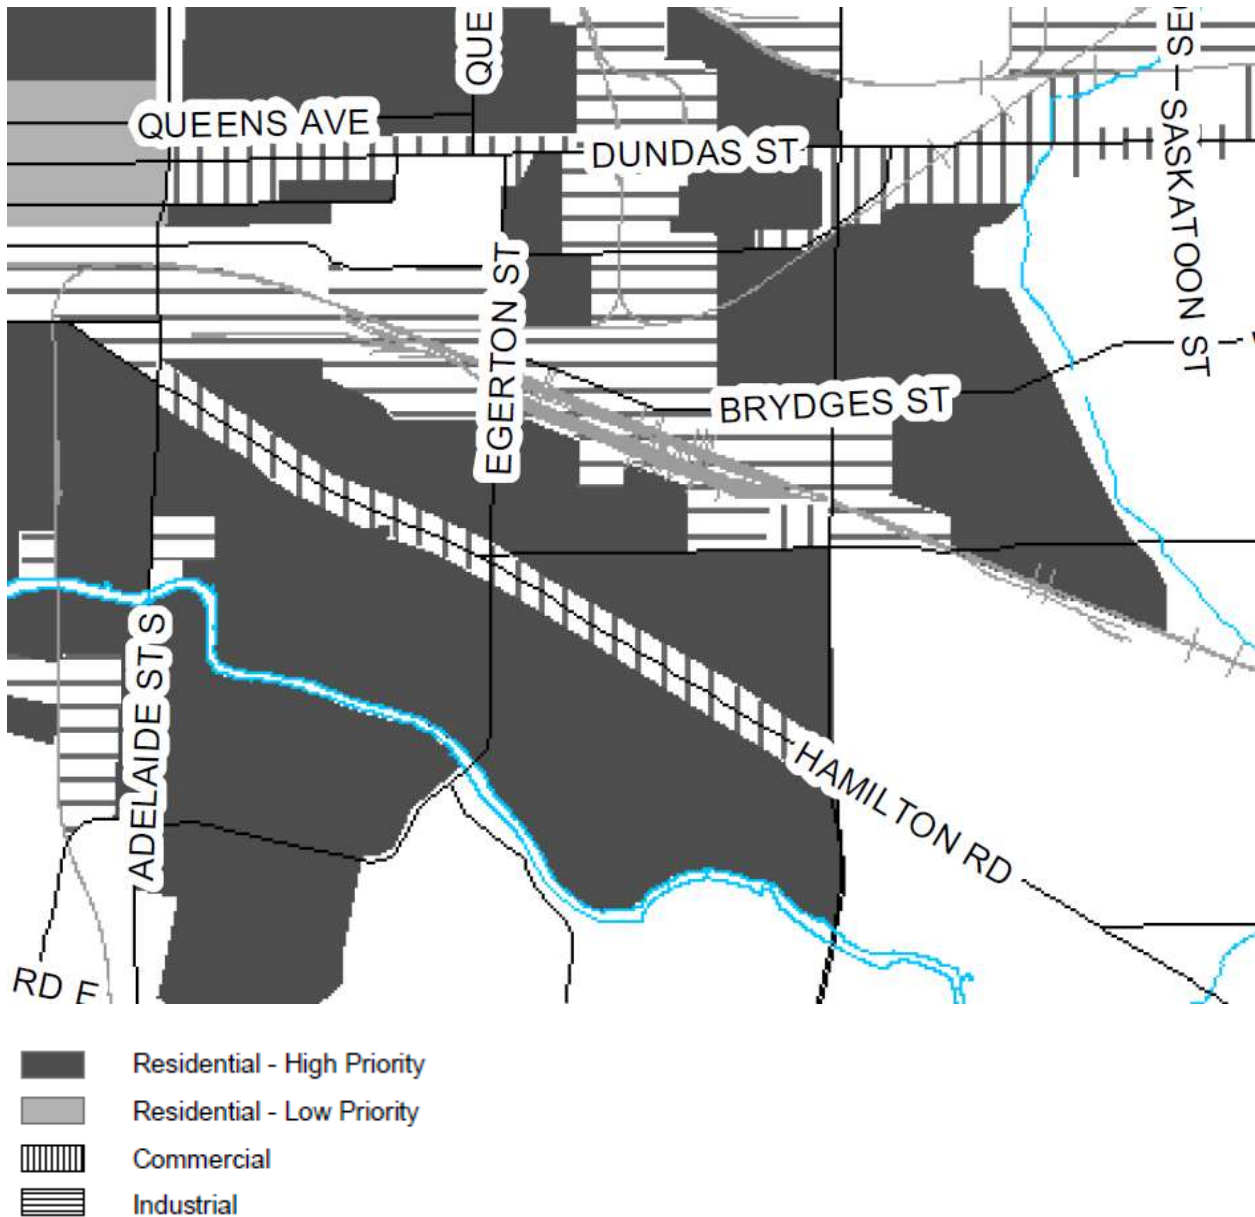 QUE
QUEENS AVE
DUNDAS ST
SASKATOON ST
EGERTON ST
BRYDGES ST
ADELAIDE ST S
HAMILTON RD
RD E
Residential - High Priority
Residential - Low Priority
Commercial
Industrial